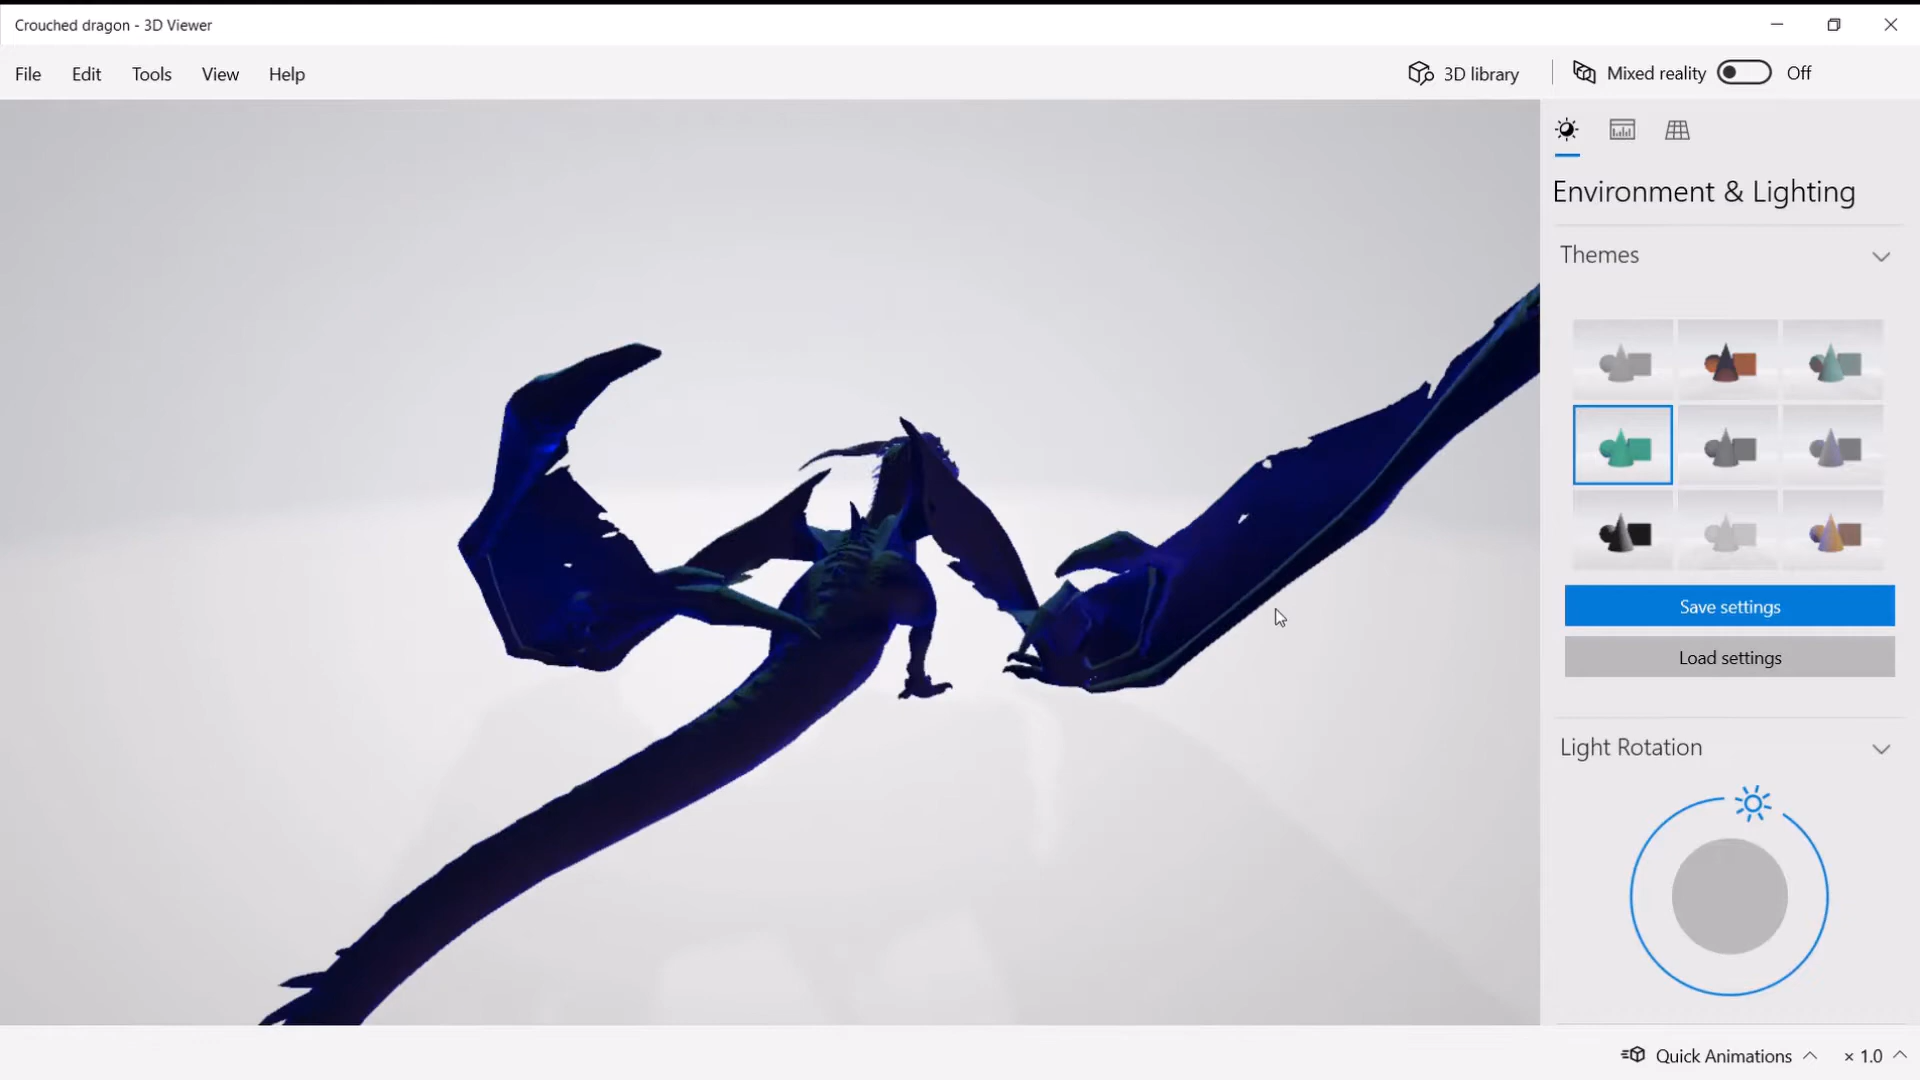 Crouched dragon - 3D Viewer
File Edit Tools View Help 3D library Mixed reality Off
Environment & Lighting
Themes
Save settings
Load settings
Light Rotation
Quick Animations × 1.0